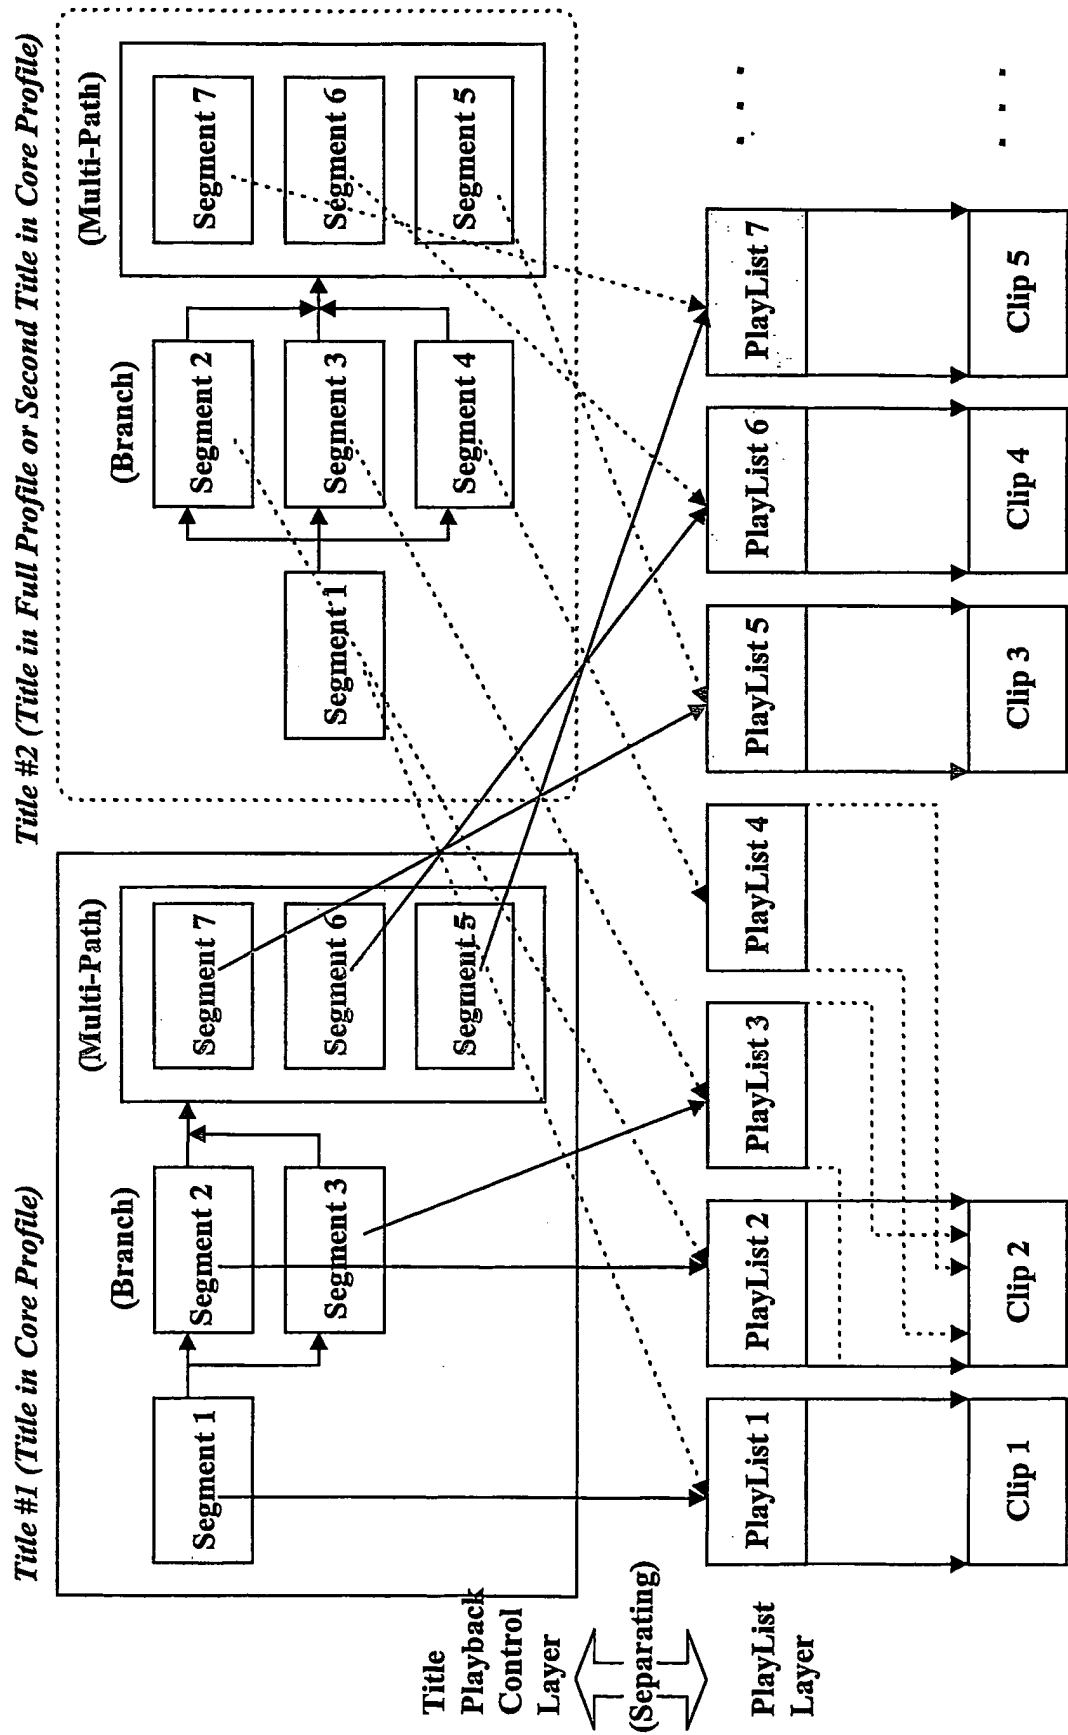 Title #1 (Title in Core Profile)
Title #2 (Title in Full Profile or Second Title in Core Profile)
(Branch)
(Multi-Path)
Segment 1
Segment 2
Segment 3
Segment 7
Segment 6
Segment 5
(Branch)
(Multi-Path)
Segment 1
Segment 2
Segment 3
Segment 4
Segment 7
Segment 6
Segment 5
Title
Playback
Control
Layer
(Separating)
PlayList
Layer
PlayList 1
PlayList 2
PlayList 3
PlayList 4
PlayList 5
PlayList 6
PlayList 7
. . .
Clip 1
Clip 2
Clip 3
Clip 4
Clip 5
. . .